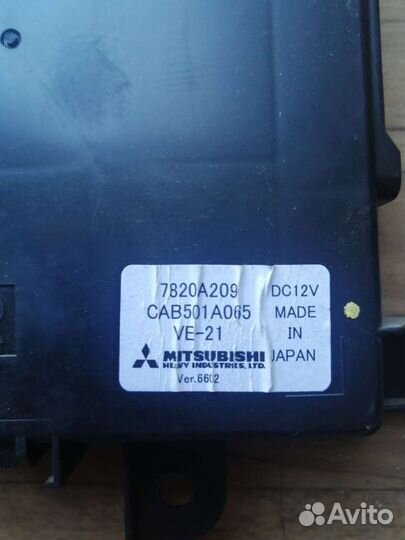 7820A209 DC12V
CAB501A065 MADE
VE-21 IN
MITSUBISHI JAPAN
HEAVY INDUSTRIES, LTD.
Ver.6602
Avito